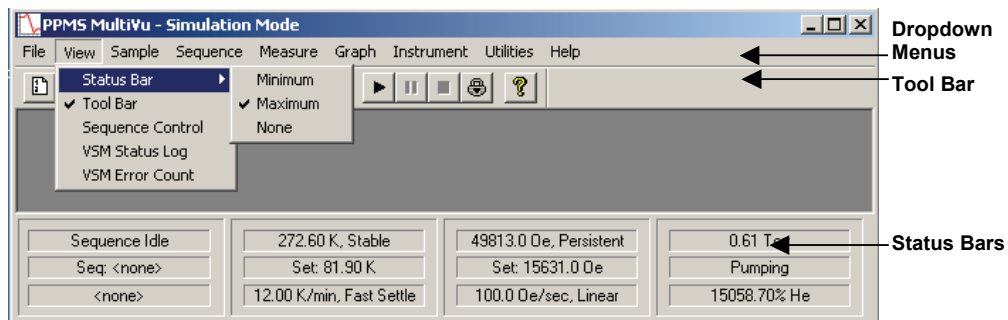 PPMS MultiVu - Simulation Mode
File View Sample Sequence Measure Graph Instrument Utilities Help
Dropdown
Menus
Tool Bar
Status Bar
Tool Bar
Sequence Control
VSM Status Log
VSM Error Count
Minimum
Maximum
None
Sequence Idle
Seq: <none>
<none>
272.60 K, Stable
Set: 81.90 K
12.00 K/min, Fast Settle
49813.0 Oe, Persistent
Set: 15631.0 Oe
100.0 Oe/sec, Linear
0.61
Pumping
15058.70% He
Status Bars